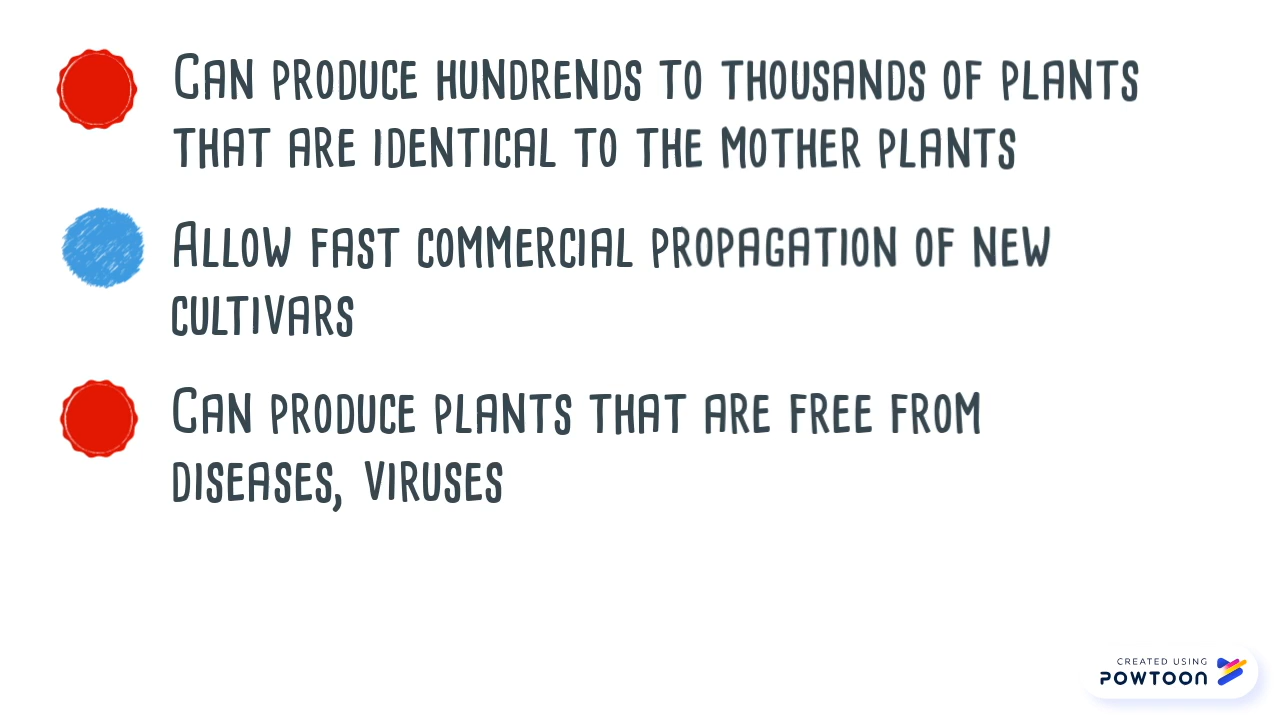 Can produce hundrends to thousands of plants
that are identical to the mother plants
Allow fast commercial propagation of new
cultivars
Can produce plants that are free from
diseases, viruses
CREATED USING
POWTOON